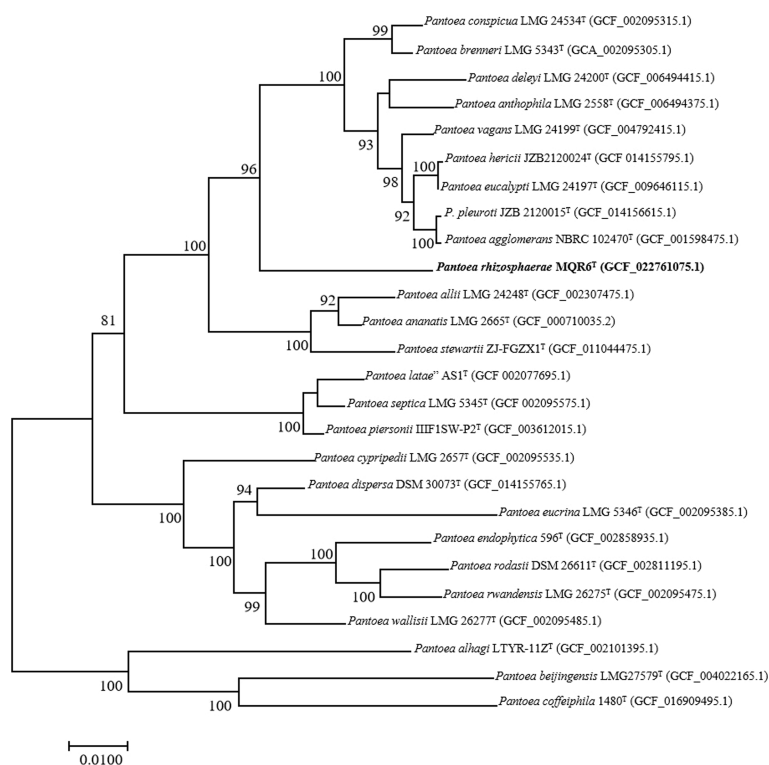 Pantoea conspicua LMG 24534ᵀ (GCF_002095315.1)
99
Pantoea brenneri LMG 5343ᵀ (GCA_002095305.1)
100
Pantoea deleyi LMG 24200ᵀ (GCF_006494415.1)
Pantoea anthophila LMG 2558ᵀ (GCF_006494375.1)
Pantoea vagans LMG 24199ᵀ (GCF_004792415.1)
93
Pantoea hericii JZB2120024ᵀ (GCF 014155795.1)
100
96
98
Pantoea eucalypti LMG 24197ᵀ (GCF_009646115.1)
P. pleuroti JZB 2120015ᵀ (GCF_014156615.1)
92
Pantoea agglomerans NBRC 102470ᵀ (GCF_001598475.1)
100
100
Pantoea rhizosphaerae MQR6ᵀ (GCF_022761075.1)
Pantoea allii LMG 24248ᵀ (GCF_002307475.1)
92
Pantoea ananatis LMG 2665ᵀ (GCF_000710035.2)
81
100
Pantoea stewartii ZJ-FGZX1ᵀ (GCF_011044475.1)
Pantoea latae” AS1ᵀ (GCF 002077695.1)
Pantoea septica LMG 5345ᵀ (GCF 002095575.1)
100
Pantoea piersonii IIIF1SW-P2ᵀ (GCF_003612015.1)
Pantoea cypripedii LMG 2657ᵀ (GCF_002095535.1)
Pantoea dispersa DSM 30073ᵀ (GCF_014155765.1)
94
Pantoea eucrina LMG 5346ᵀ (GCF_002095385.1)
100
Pantoea endophytica 596ᵀ (GCF_002858935.1)
100
100
Pantoea rodasii DSM 26611ᵀ (GCF_002811195.1)
Pantoea rwandensis LMG 26275ᵀ (GCF_002095475.1)
100
99
Pantoea wallisii LMG 26277ᵀ (GCF_002095485.1)
Pantoea alhagi LTYR-11Zᵀ (GCF_002101395.1)
Pantoea beijingensis LMG27579ᵀ (GCF_004022165.1)
100
Pantoea coffeiphila 1480ᵀ (GCF_016909495.1)
100
0.0100